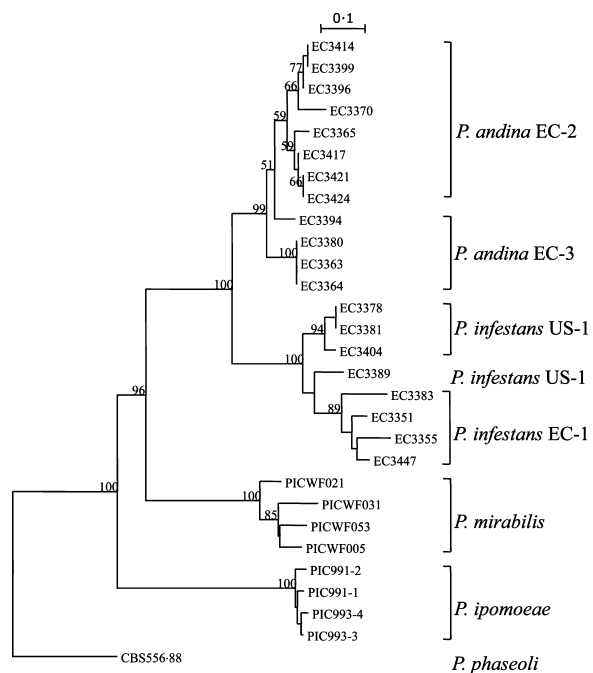 0·1
EC3414
77
EC3399
66
EC3396
EC3370
59
EC3365
P. andina EC-2
59
EC3417
51
EC3421
66
EC3424
99
EC3394
EC3380
100
EC3363
P. andina EC-3
EC3364
100
EC3378
94
EC3381
P. infestans US-1
EC3404
100
EC3389
P. infestans US-1
96
EC3383
89
EC3351
EC3355
P. infestans EC-1
EC3447
100
PICWF021
100
PICWF031
85
PICWF053
P. mirabilis
PICWF005
PIC991-2
100
PIC991-1
PIC993-4
P. ipomoeae
PIC993-3
CBS556·88
P. phaseoli